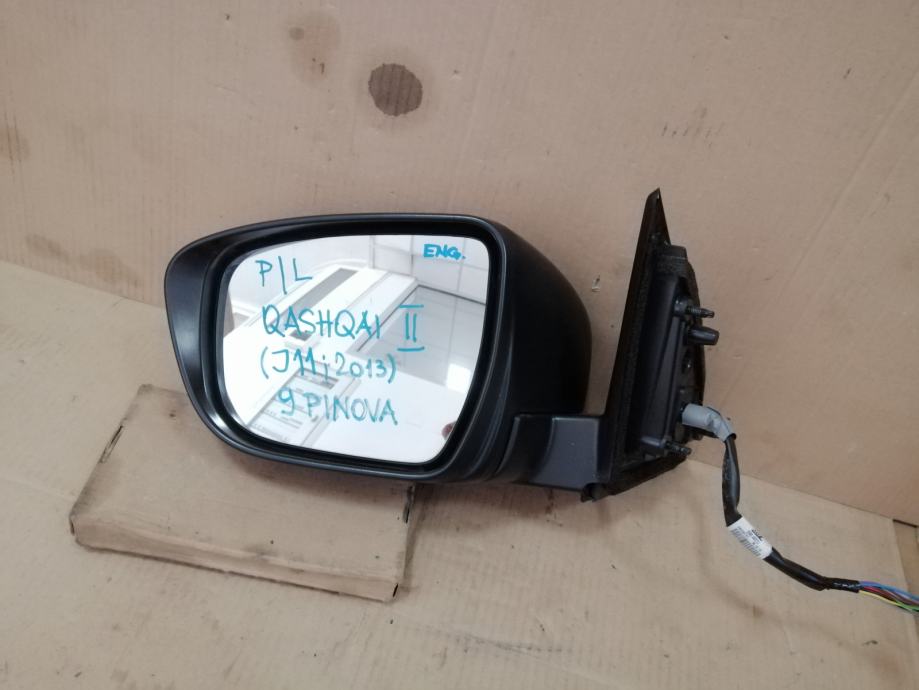 ENG.
P/L
QASHQAI II
(J11; 2013)
9 PINOVA